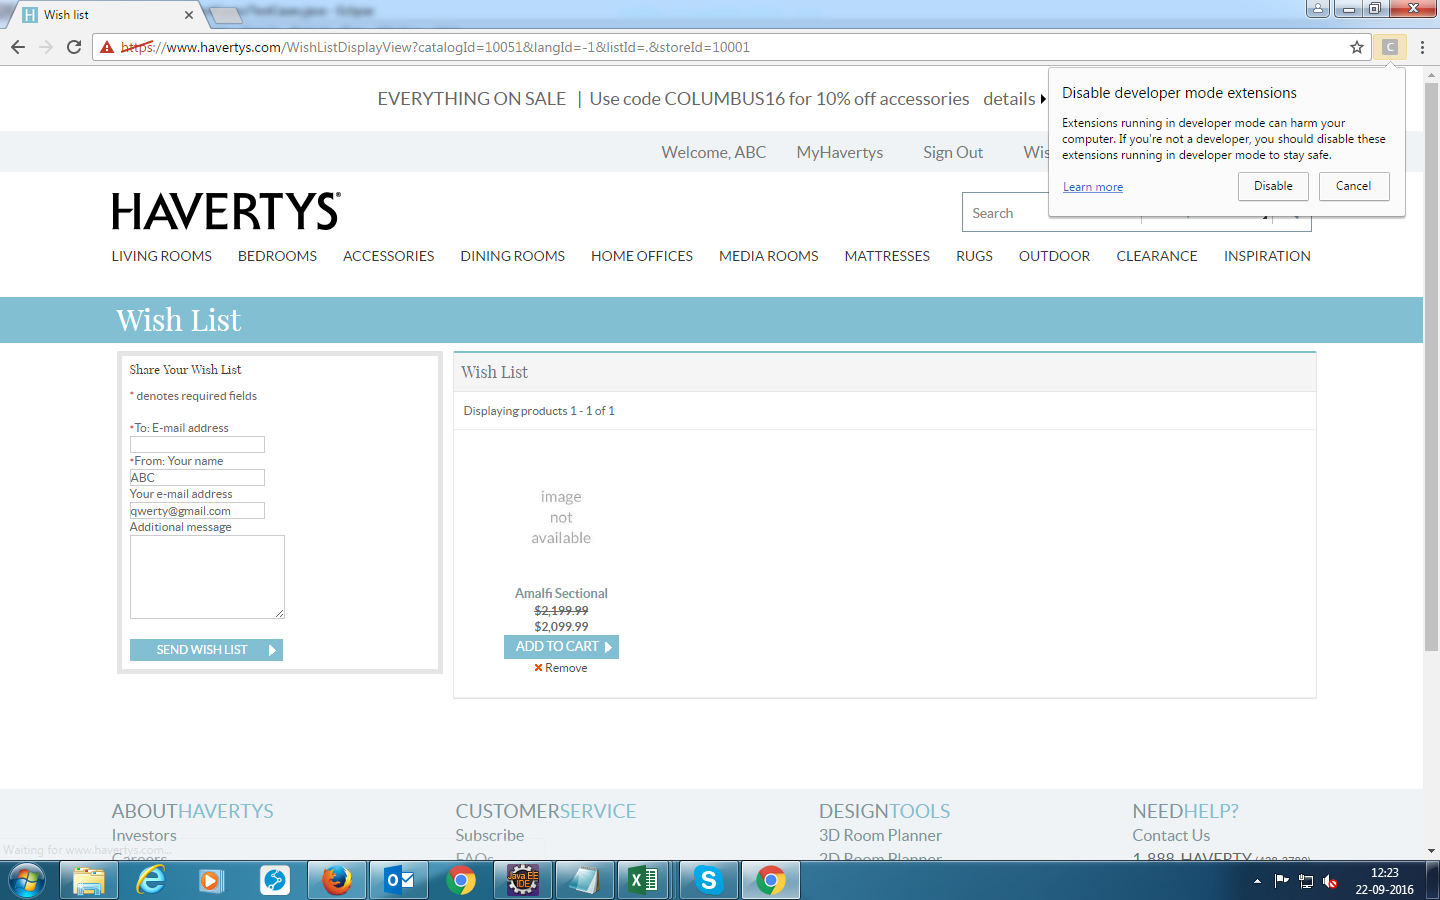 Wish list
https://www.havertys.com/WishListDisplayView?catalogId=10051&langId=-1&listId=.&storeId=10001
C
EVERYTHING ON SALE | Use code COLUMBUS16 for 10% off accessories details
Disable developer mode extensions
Extensions running in developer mode can harm your
computer. If you're not a developer, you should disable these
extensions running in developer mode to stay safe.
Learn more
Disable
Cancel
Welcome, ABC MyHavertys Sign Out
HAVERTYS®
Search
LIVING ROOMS BEDROOMS ACCESSORIES DINING ROOMS HOME OFFICES MEDIA ROOMS MATTRESSES RUGS OUTDOOR CLEARANCE INSPIRATION
Wish List
Share Your Wish List
* denotes required fields
*To: E-mail address
*From: Your name
ABC
Your e-mail address
qwerty@gmail.com
Additional message
SEND WISH LIST
Wish List
Displaying products 1 - 1 of 1
image
not
available
Amalfi Sectional
$2,199.99
$2,099.99
ADD TO CART
Remove
ABOUTHAVERTYS
Investors
Careers
CUSTOMERSERVICE
Subscribe
FAQs
DESIGNTOOLS
3D Room Planner
2D Room Planner
NEEDHELP?
Contact Us
1-888-HAVERTY (428-3789)
Waiting for www.havertys.com...
Java EE
IDE
12:23
22-09-2016